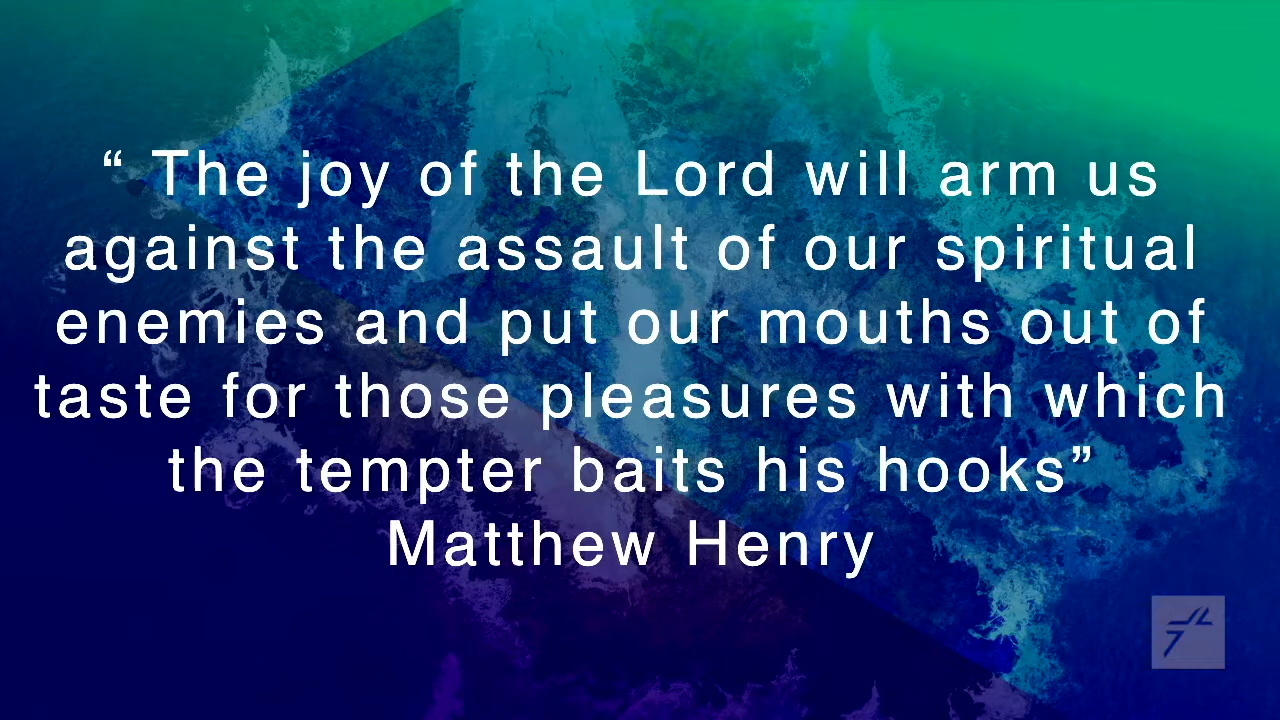 “ The joy of the Lord will arm us
against the assault of our spiritual
enemies and put our mouths out of
taste for those pleasures with which
the tempter baits his hooks”
Matthew Henry